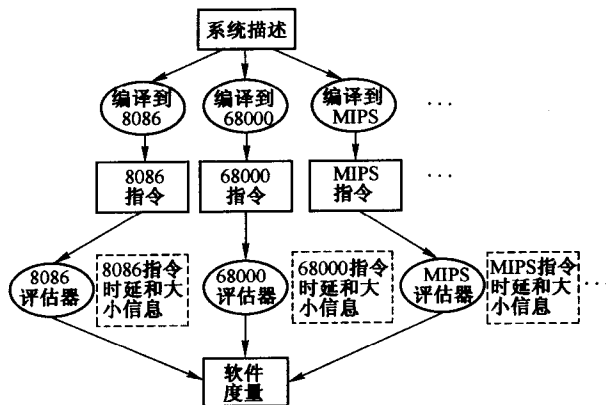 系统描述
编译到
8086
编译到
68000
编译到
MIPS
···
8086
指令
68000
指令
MIPS
指令
···
8086
评估器
8086指令
时延和大
小信息
68000
评估器
68000指令
时延和大
小信息
MIPS
评估器
MIPS指令
时延和大
小信息
···
软件
度量